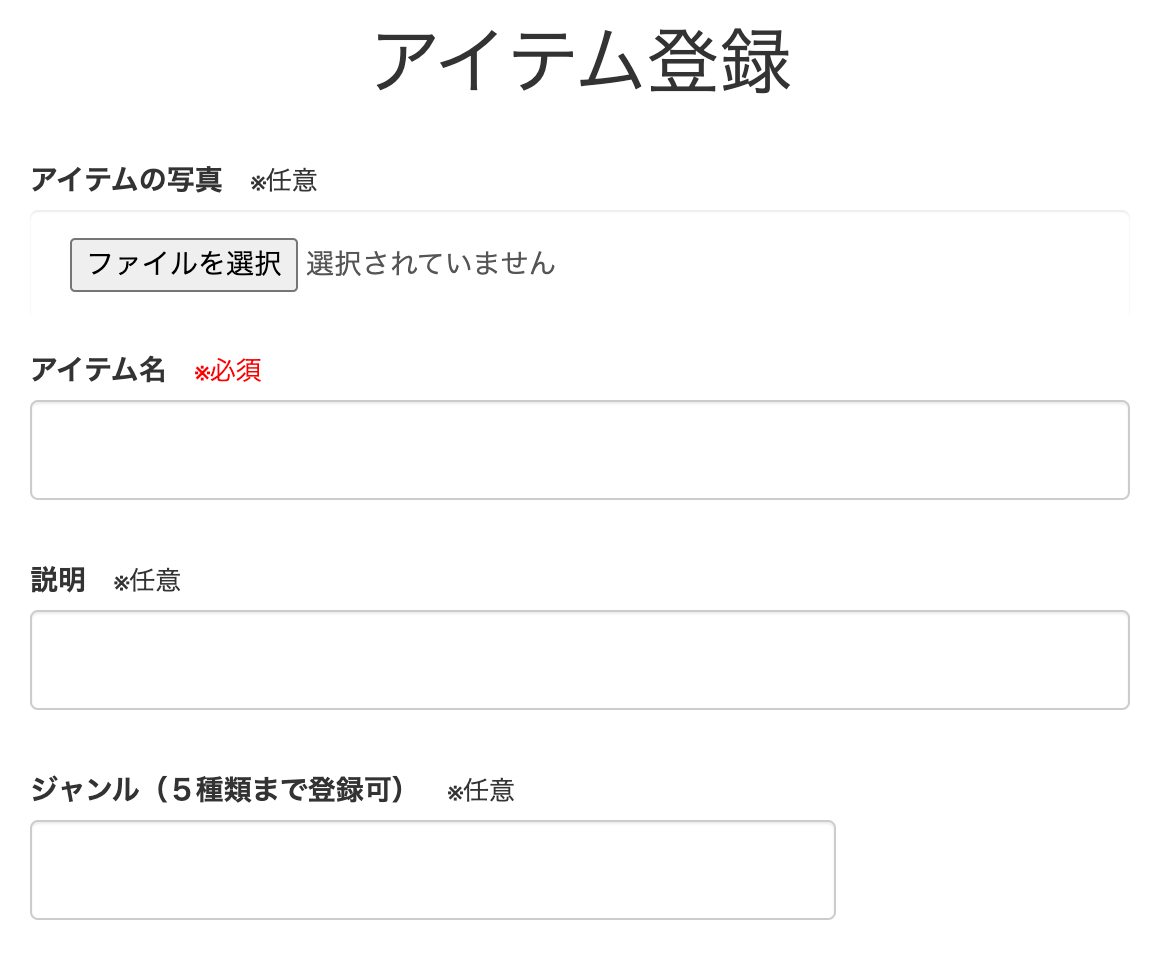 アイテム登録
アイテムの写真 ※任意
ファイルを選択 選択されていません
アイテム名 ※必須
説明 ※任意
ジャンル（５種類まで登録可） ※任意